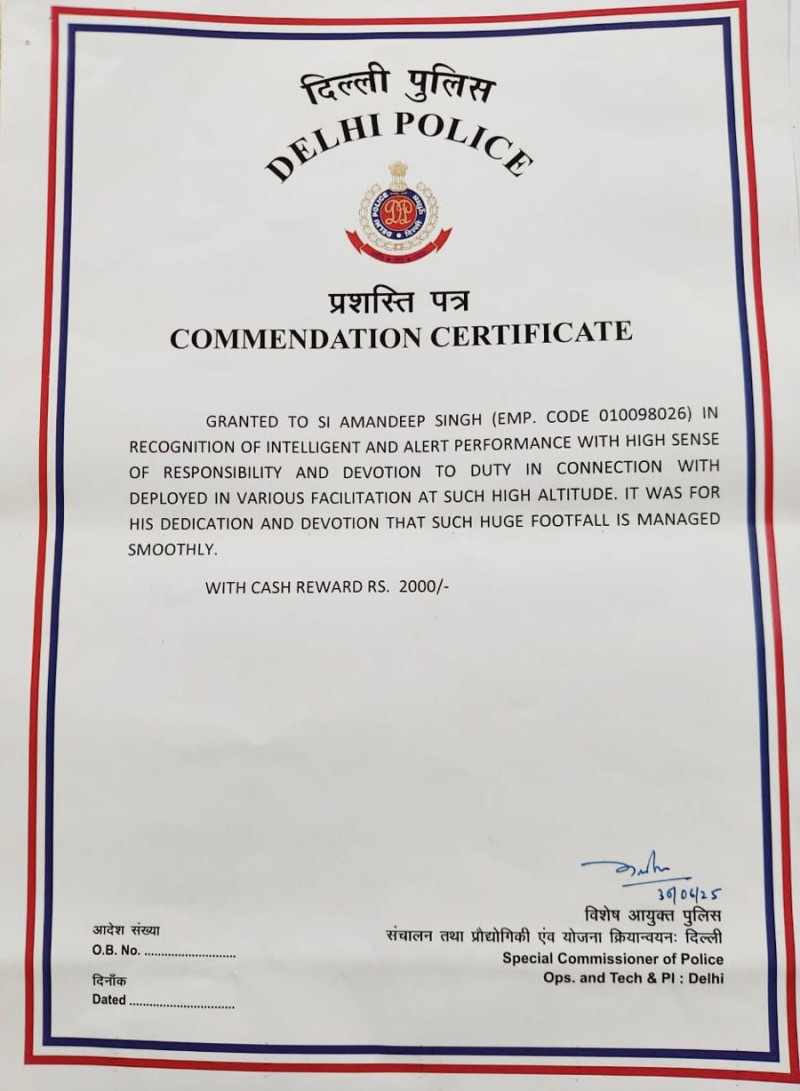 दिल्ली पुलिस
DELHI POLICE
DELHI POLICE
DP
दिल्ली
प्रशस्ति पत्र
COMMENDATION CERTIFICATE
GRANTED TO SI AMANDEEP SINGH (EMP. CODE 010098026) IN
RECOGNITION OF INTELLIGENT AND ALERT PERFORMANCE WITH HIGH SENSE
OF RESPONSIBILITY AND DEVOTION TO DUTY IN CONNECTION WITH
DEPLOYED IN VARIOUS FACILITATION AT SUCH HIGH ALTITUDE. IT WAS FOR
HIS DEDICATION AND DEVOTION THAT SUCH HUGE FOOTFALL IS MANAGED
SMOOTHLY.
WITH CASH REWARD RS. 2000/-
30/06/25
विशेष आयुक्त पुलिस
संचालन तथा प्रौद्योगिकी एंव योजना क्रियान्वयनः दिल्ली
Special Commissioner of Police
Ops. and Tech & PI : Delhi
आदेश संख्या
O.B. No. ............................
दिनाँक
Dated ................................